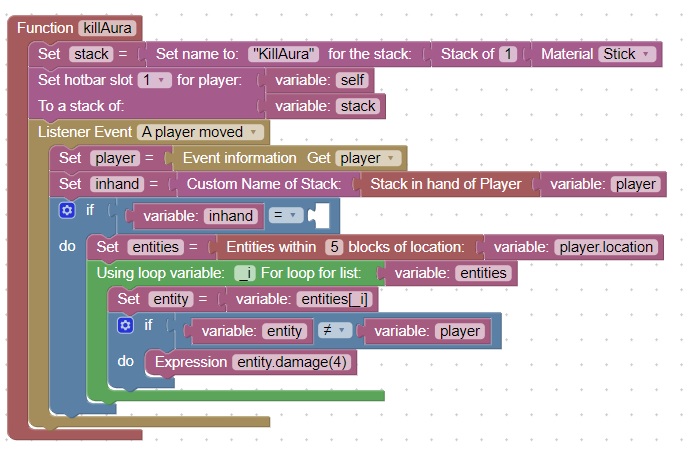 Function killAura
Set stack = Set name to: "KillAura" for the stack: Stack of 1 Material Stick
Set hotbar slot 1 for player: variable: self
To a stack of: variable: stack
Listener Event A player moved
Set player = Event information Get player
Set inhand = Custom Name of Stack: Stack in hand of Player variable: player
if variable: inhand =
do Set entities = Entities within 5 blocks of location: variable: player.location
Using loop variable: _i For loop for list: variable: entities
Set entity = variable: entities[_i]
if variable: entity ≠ variable: player
do Expression entity.damage(4)